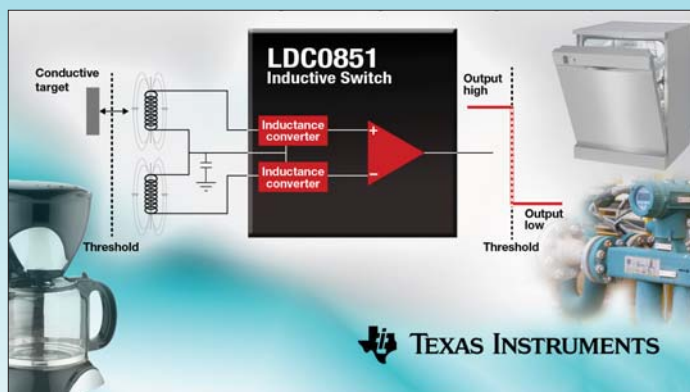 LDC0851
Inductive Switch
Conductive
target
Inductance
converter
+
Inductance
converter
−
Threshold
Output
high
Output
low
Threshold
TEXAS INSTRUMENTS